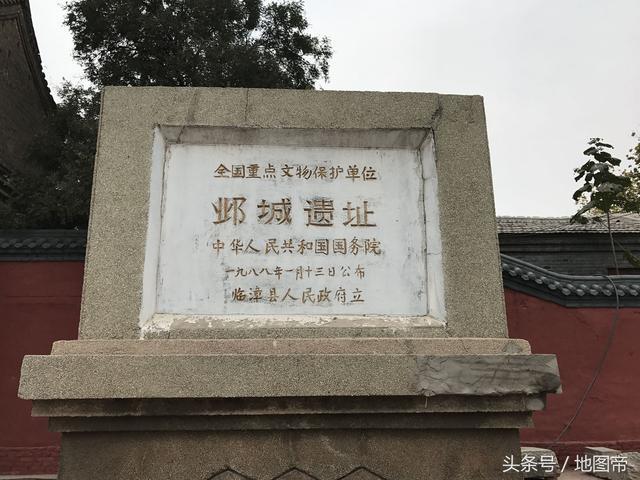 全国重点文物保护单位
邺城遗址
中华人民共和国国务院
一九八八年一月十三日公布
临漳县人民政府立
头条号/地图帝